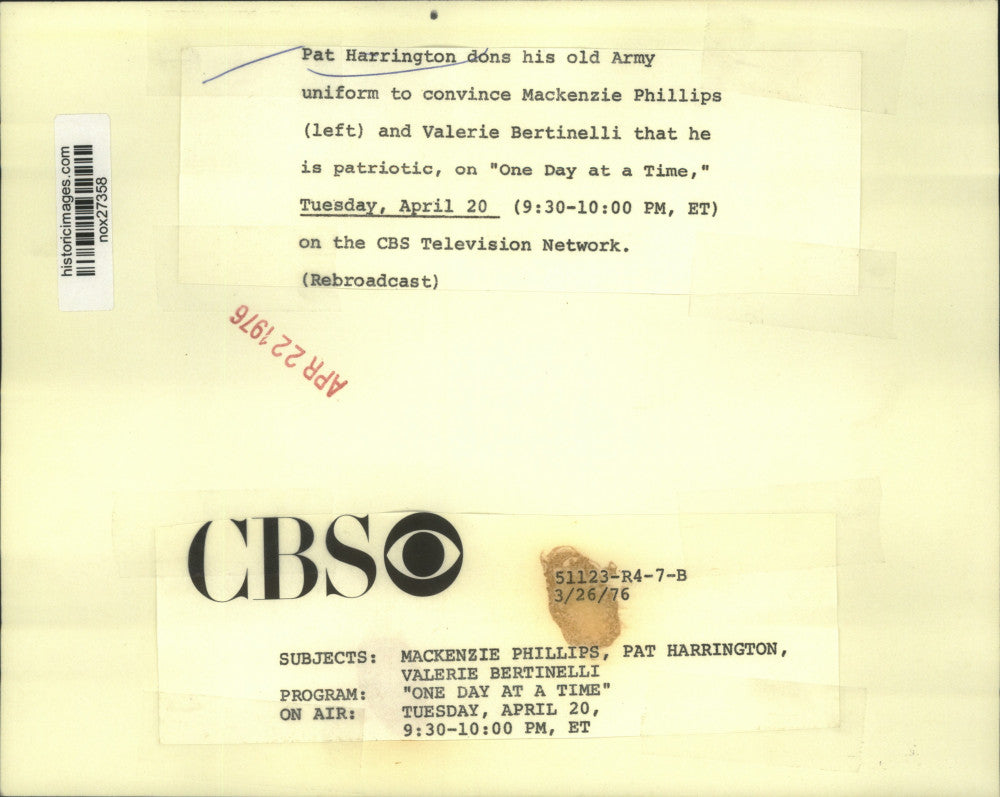 Pat Harrington dons his old Army
uniform to convince Mackenzie Phillips
(left) and Valerie Bertinelli that he
is patriotic, on "One Day at a Time,"
Tuesday, April 20 (9:30-10:00 PM, ET)
on the CBS Television Network.
(Rebroadcast)
historicimages.com
nox27358
APR 22 1976
CBS
51123-R4-7-B
3/26/76
SUBJECTS: MACKENZIE PHILLIPS, PAT HARRINGTON,
VALERIE BERTINELLI
PROGRAM: "ONE DAY AT A TIME"
ON AIR: TUESDAY, APRIL 20,
9:30-10:00 PM, ET